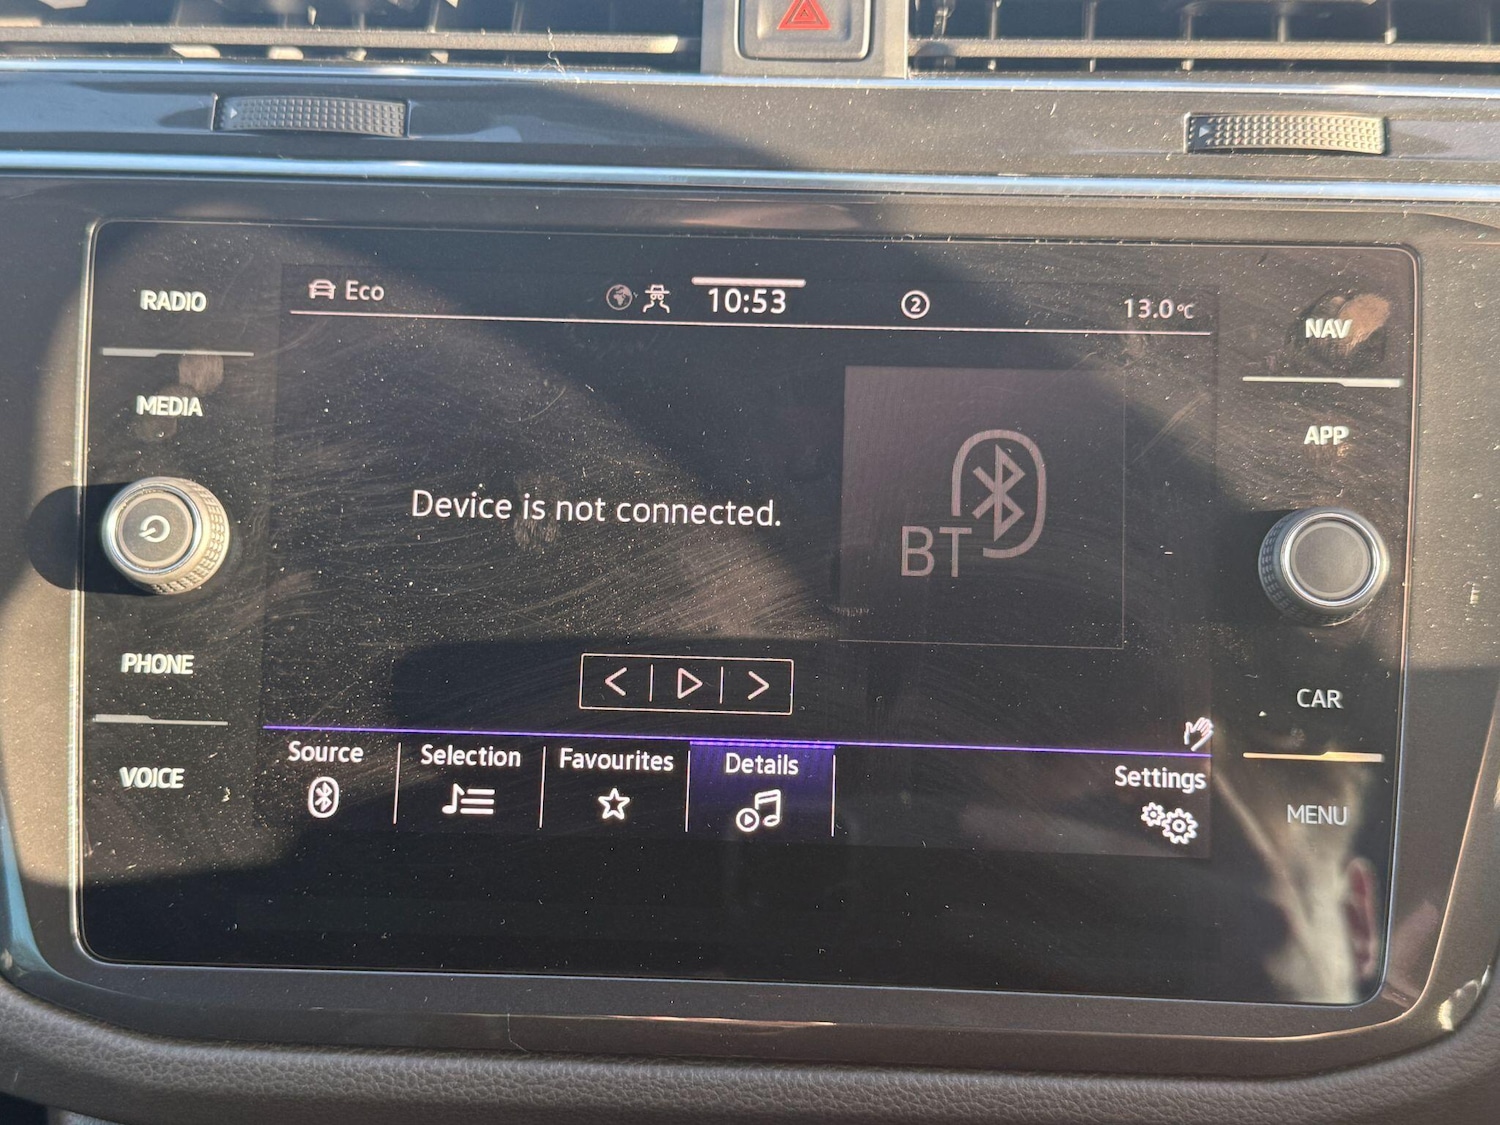 RADIO
MEDIA
PHONE
VOICE
Eco
10:53
2
13.0°C
Device is not connected.
BT
Source
Selection
Favourites
Details
Settings
NAV
APP
CAR
MENU